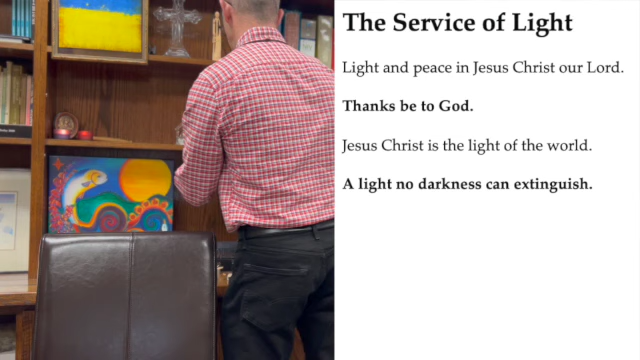 The Service of Light
Light and peace in Jesus Christ our Lord.
Thanks be to God.
Jesus Christ is the light of the world.
A light no darkness can extinguish.